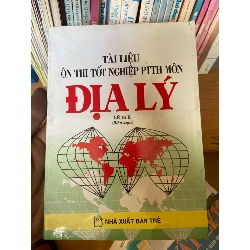 TÀI LIỆU
ÔN THI TỐT NGHIỆP PTTH MÔN
ĐỊA LÝ
NHÀ XUẤT BẢN TRẺ